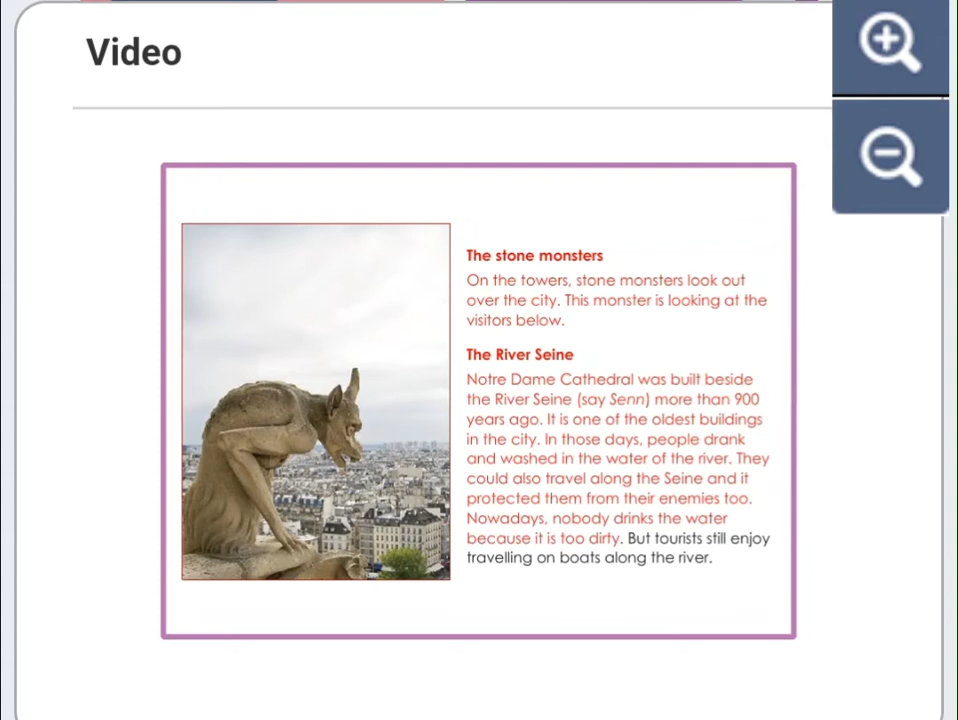 Video
The stone monsters
On the towers, stone monsters look out
over the city. This monster is looking at the
visitors below.
The River Seine
Notre Dame Cathedral was built beside
the River Seine (say Senn) more than 900
years ago. It is one of the oldest buildings
in the city. In those days, people drank
and washed in the water of the river. They
could also travel along the Seine and it
protected them from their enemies too.
Nowadays, nobody drinks the water
because it is too dirty. But tourists still enjoy
travelling on boats along the river.